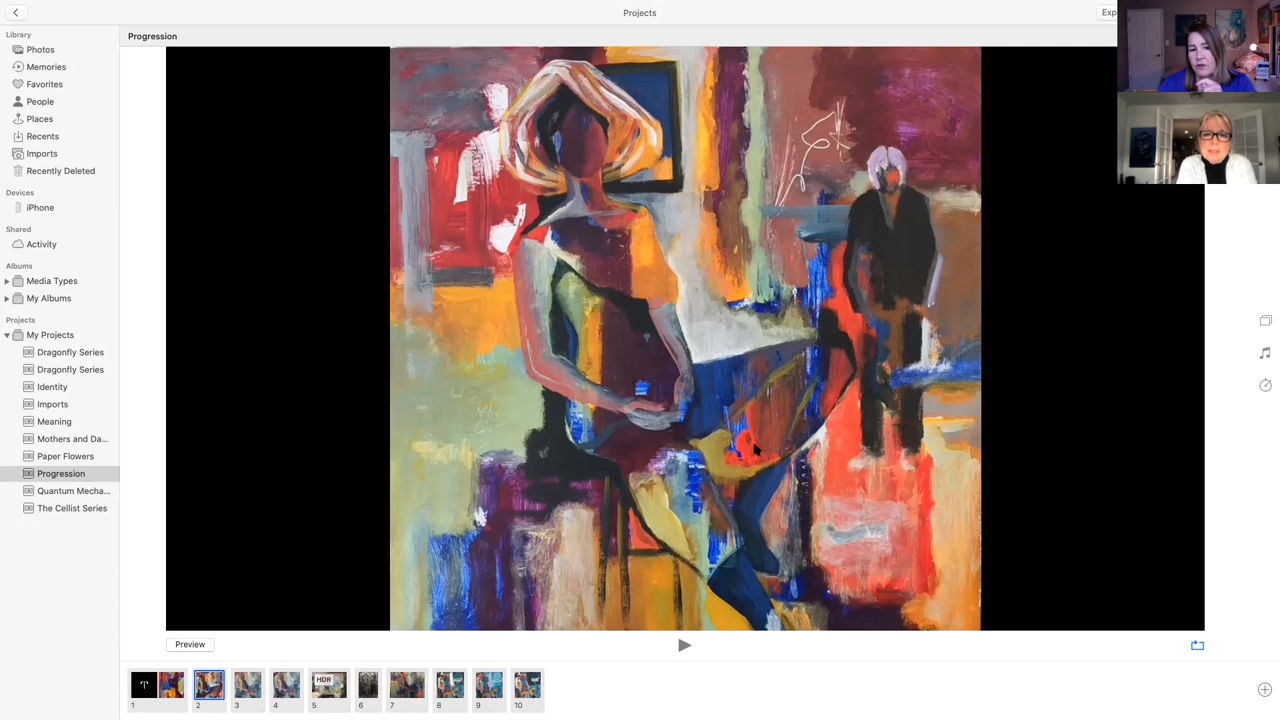 Projects
Exp
Progression
Library
Photos
Memories
Favorites
People
Places
Recents
Imports
Recently Deleted
Devices
iPhone
Shared
Activity
Albums
Media Types
My Albums
Projects
My Projects
Dragonfly Series
Dragonfly Series
Identity
Imports
Meaning
Mothers and Da...
Paper Flowers
Progression
Quantum Mecha...
The Cellist Series
Preview
T
HDR
1
2
3
4
5
6
7
8
9
10